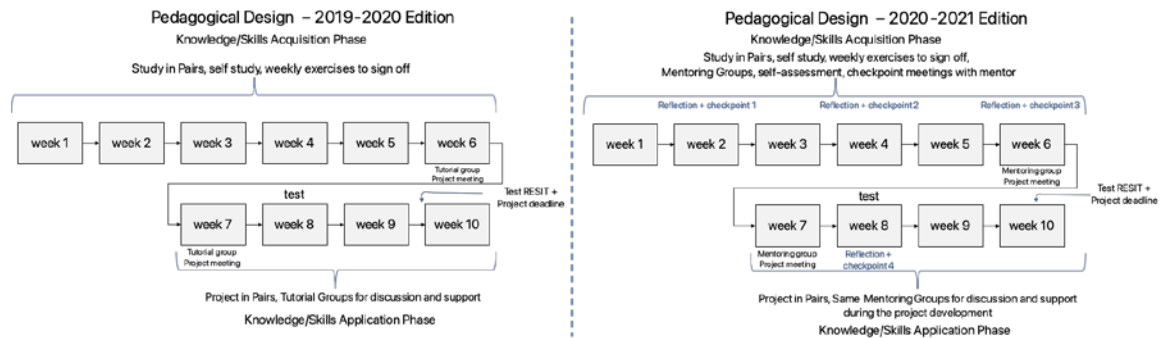 Pedagogical Design – 2019-2020 Edition
Knowledge/Skills Acquisition Phase
Study in Pairs, self study, weekly exercises to sign off
week 1
week 2
week 3
week 4
week 5
week 6
Tutorial group
Project meeting
test
Test RESIT +
Project deadline
week 7
week 8
week 9
week 10
Tutorial group
Project meeting
Project in Pairs, Tutorial Groups for discussion and support
Knowledge/Skills Application Phase
Pedagogical Design – 2020-2021 Edition
Knowledge/Skills Acquisition Phase
Study in Pairs, self study, weekly exercises to sign off,
Mentoring Groups, self-assessment, checkpoint meetings with mentor
Reflection + checkpoint 1
Reflection + checkpoint 2
Reflection + checkpoint 3
week 1
week 2
week 3
week 4
week 5
week 6
Mentoring group
Project meeting
test
Test RESIT +
Project deadline
week 7
week 8
week 9
week 10
Mentoring group
Project meeting
Reflection +
checkpoint 4
Project in Pairs, Same Mentoring Groups for discussion and support
during the project development
Knowledge/Skills Application Phase